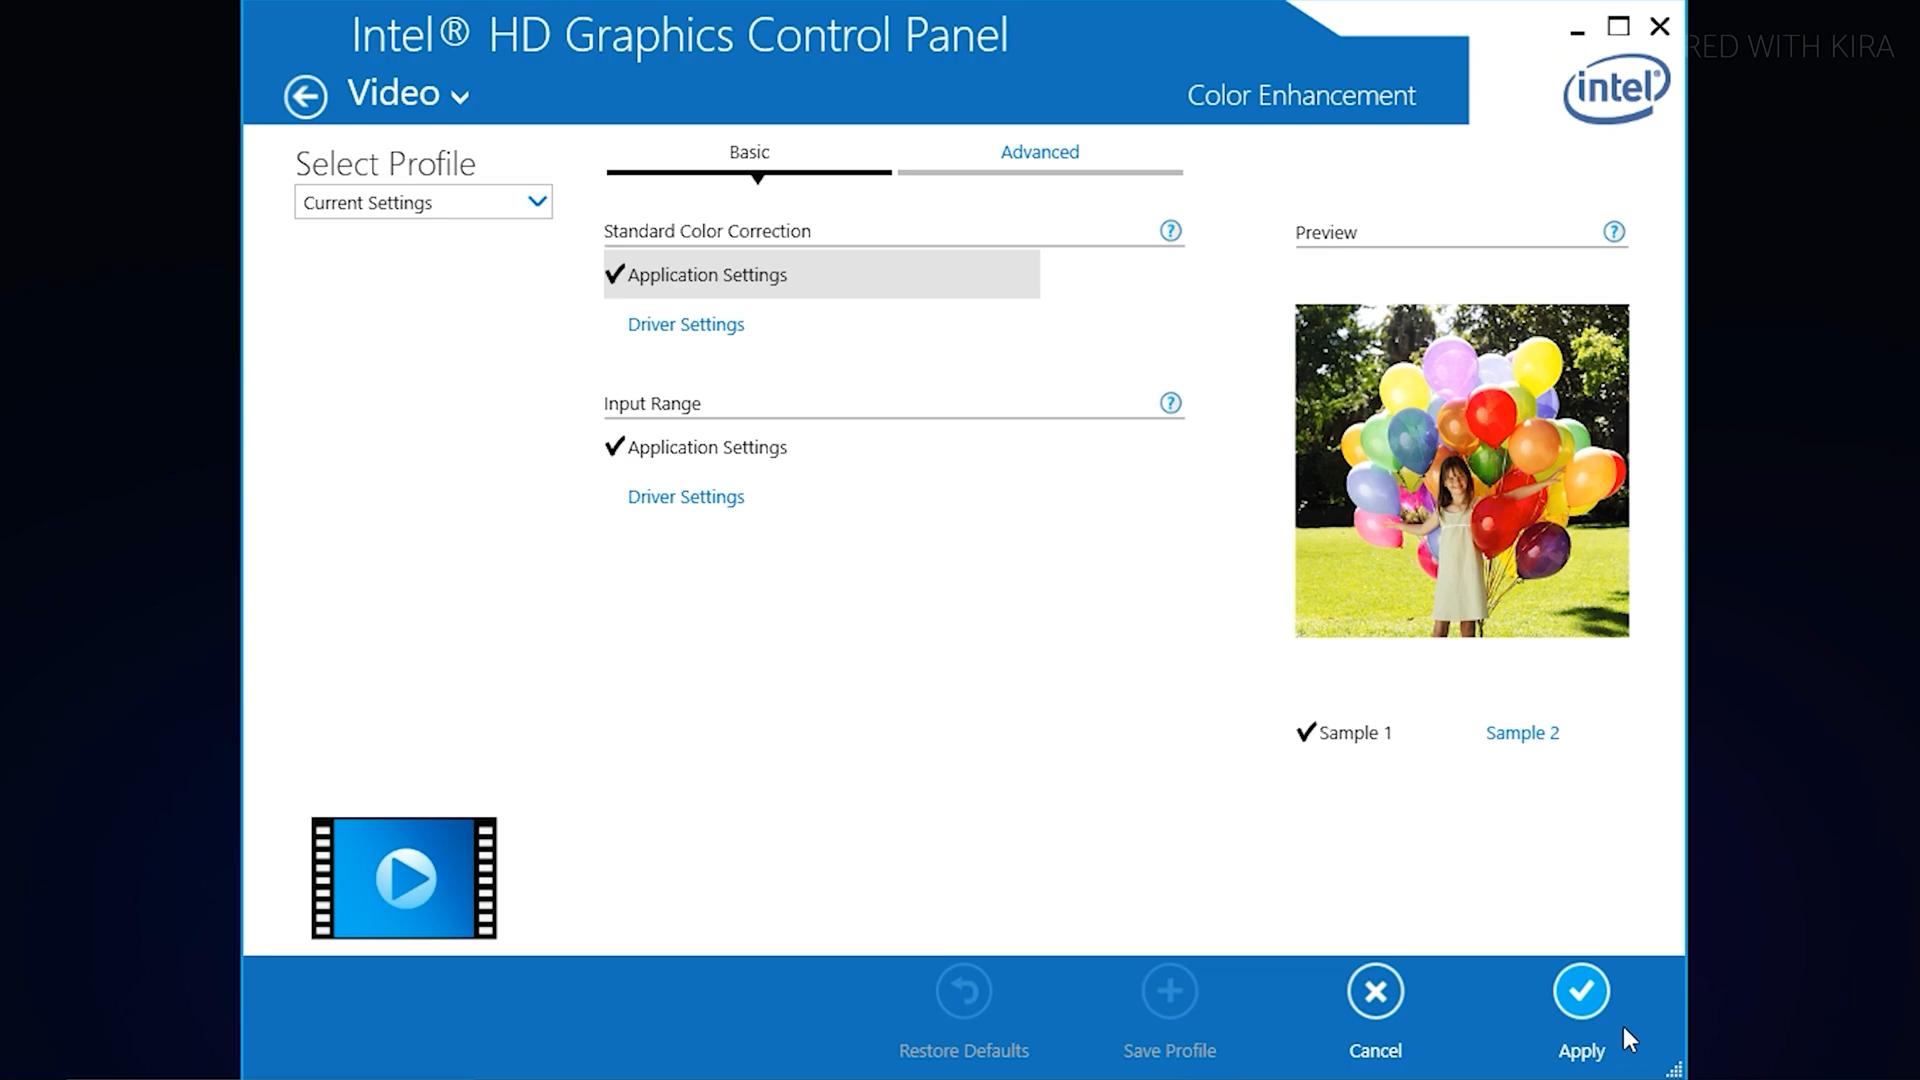 Intel® HD Graphics Control Panel
RED WITH KIRA
intel®
Video
Color Enhancement
Select Profile
Current Settings
Basic
Advanced
Standard Color Correction
?
Application Settings
Driver Settings
Input Range
?
Application Settings
Driver Settings
Preview
?
Sample 1
Sample 2
Restore Defaults
Save Profile
Cancel
Apply